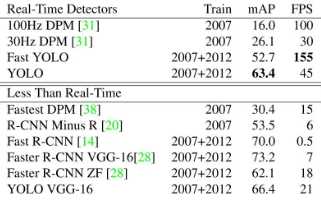 Real-Time Detectors Train mAP FPS
100Hz DPM [31] 2007 16.0 100
30Hz DPM [31] 2007 26.1 30
Fast YOLO 2007+2012 52.7 155
YOLO 2007+2012 63.4 45
Less Than Real-Time
Fastest DPM [38] 2007 30.4 15
R-CNN Minus R [20] 2007 53.5 6
Fast R-CNN [14] 2007+2012 70.0 0.5
Faster R-CNN VGG-16[28] 2007+2012 73.2 7
Faster R-CNN ZF [28] 2007+2012 62.1 18
YOLO VGG-16 2007+2012 66.4 21